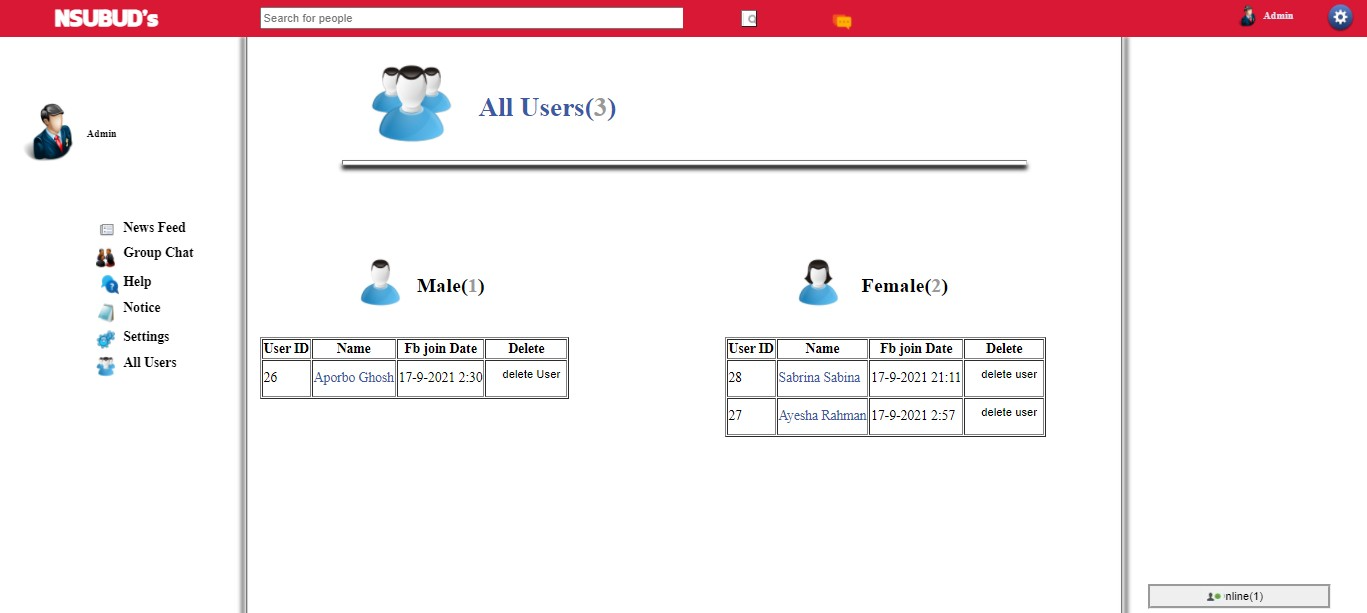 NSUBUD's
Search for people
Admin
Admin
News Feed
Group Chat
Help
Notice
Settings
All Users
All Users(3)
Male(1)
User ID Name Fb join Date Delete
26 Aporbo Ghosh 17-9-2021 2:30 delete User
Female(2)
User ID Name Fb join Date Delete
28 Sabrina Sabina 17-9-2021 21:11 delete user
27 Ayesha Rahman 17-9-2021 2:57 delete user
nline(1)